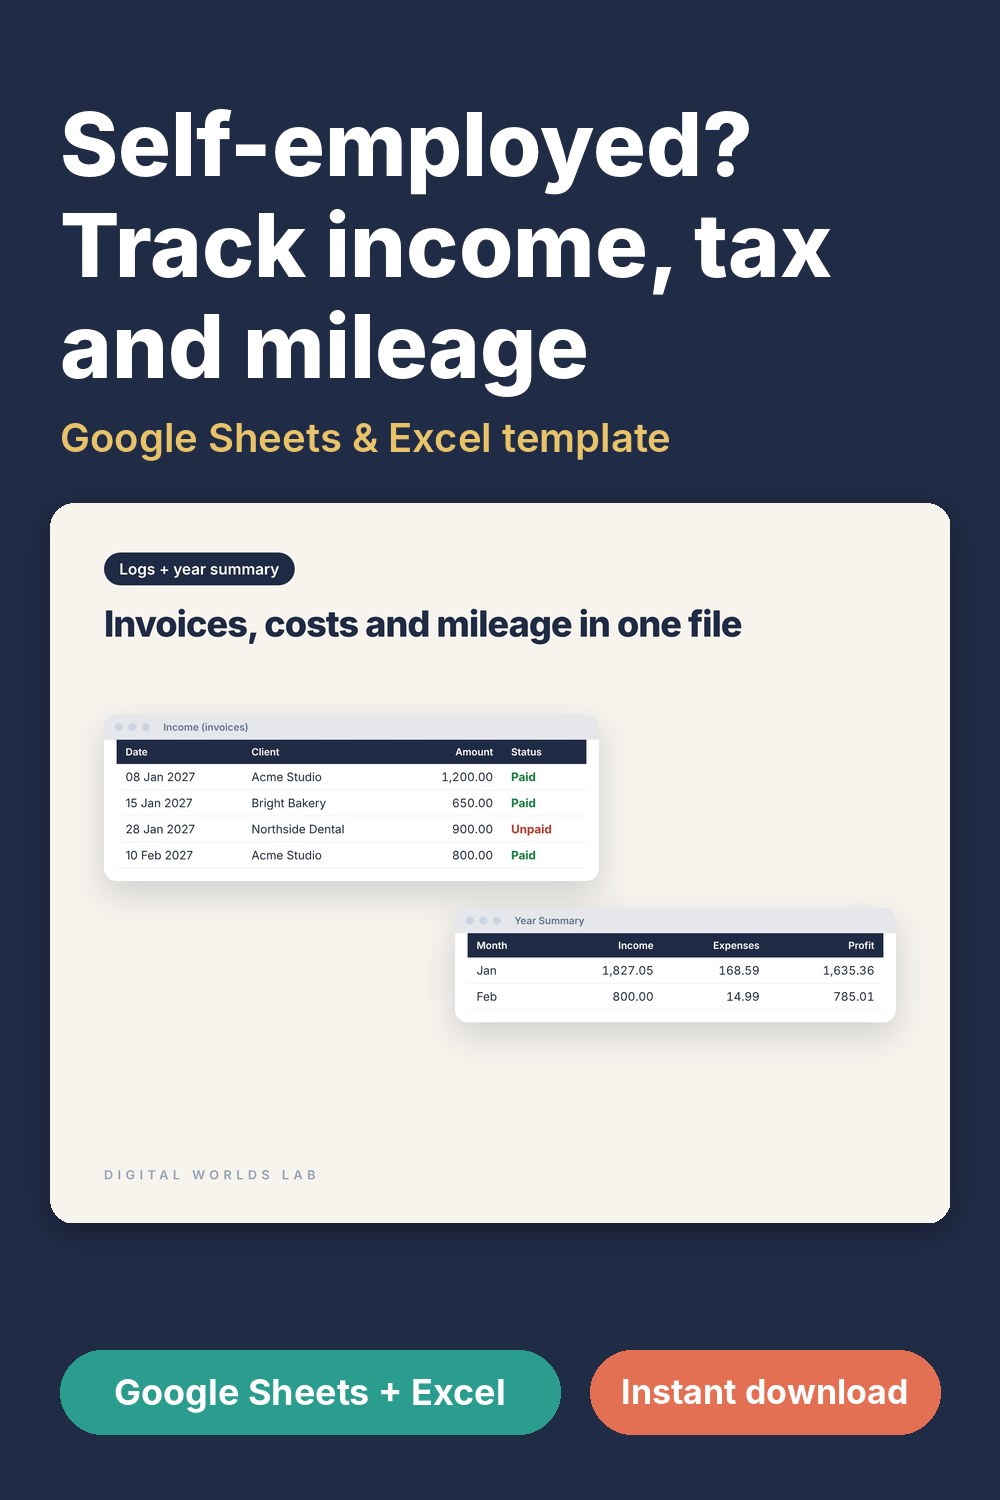 Self-employed?
Track income, tax
and mileage
Google Sheets & Excel template
Logs + year summary
Invoices, costs and mileage in one file
Income (invoices)
Date Client Amount Status
08 Jan 2027 Acme Studio 1,200.00 Paid
15 Jan 2027 Bright Bakery 650.00 Paid
28 Jan 2027 Northside Dental 900.00 Unpaid
10 Feb 2027 Acme Studio 800.00 Paid
Year Summary
Month Income Expenses Profit
Jan 1,827.05 168.59 1,635.36
Feb 800.00 14.99 785.01
DIGITAL WORLDS LAB
Google Sheets + Excel
Instant download